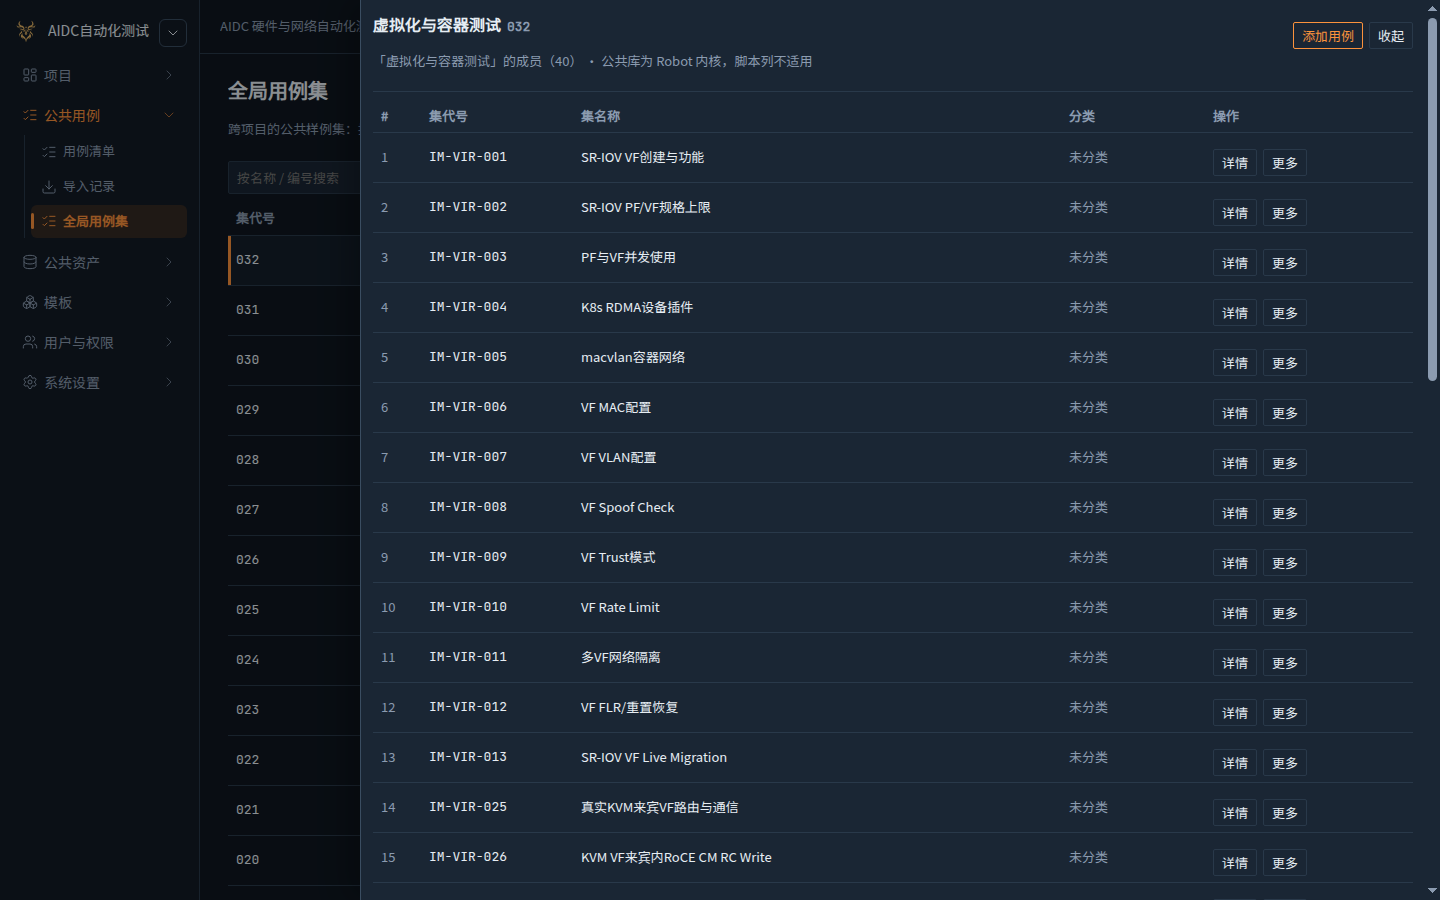 AIDC自动化测试
项目
公共用例
用例清单
导入记录
全局用例集
公共资产
模板
用户与权限
系统设置
AIDC 硬件与网络自动化
全局用例集
跨项目的公共样例集：
按名称 / 编号搜索
集代号
032
031
030
029
028
027
026
025
024
023
022
021
020
虚拟化与容器测试 032
添加用例 收起
「虚拟化与容器测试」的成员（40） • 公共库为 Robot 内核，脚本列不适用
# 集代号 集名称 分类 操作
1 IM-VIR-001 SR-IOV VF创建与功能 未分类 详情 更多
2 IM-VIR-002 SR-IOV PF/VF规格上限 未分类 详情 更多
3 IM-VIR-003 PF与VF并发使用 未分类 详情 更多
4 IM-VIR-004 K8s RDMA设备插件 未分类 详情 更多
5 IM-VIR-005 macvlan容器网络 未分类 详情 更多
6 IM-VIR-006 VF MAC配置 未分类 详情 更多
7 IM-VIR-007 VF VLAN配置 未分类 详情 更多
8 IM-VIR-008 VF Spoof Check 未分类 详情 更多
9 IM-VIR-009 VF Trust模式 未分类 详情 更多
10 IM-VIR-010 VF Rate Limit 未分类 详情 更多
11 IM-VIR-011 多VF网络隔离 未分类 详情 更多
12 IM-VIR-012 VF FLR/重置恢复 未分类 详情 更多
13 IM-VIR-013 SR-IOV VF Live Migration 未分类 详情 更多
14 IM-VIR-025 真实KVM来宾VF路由与通信 未分类 详情 更多
15 IM-VIR-026 KVM VF来宾内RoCE CM RC Write 未分类 详情 更多